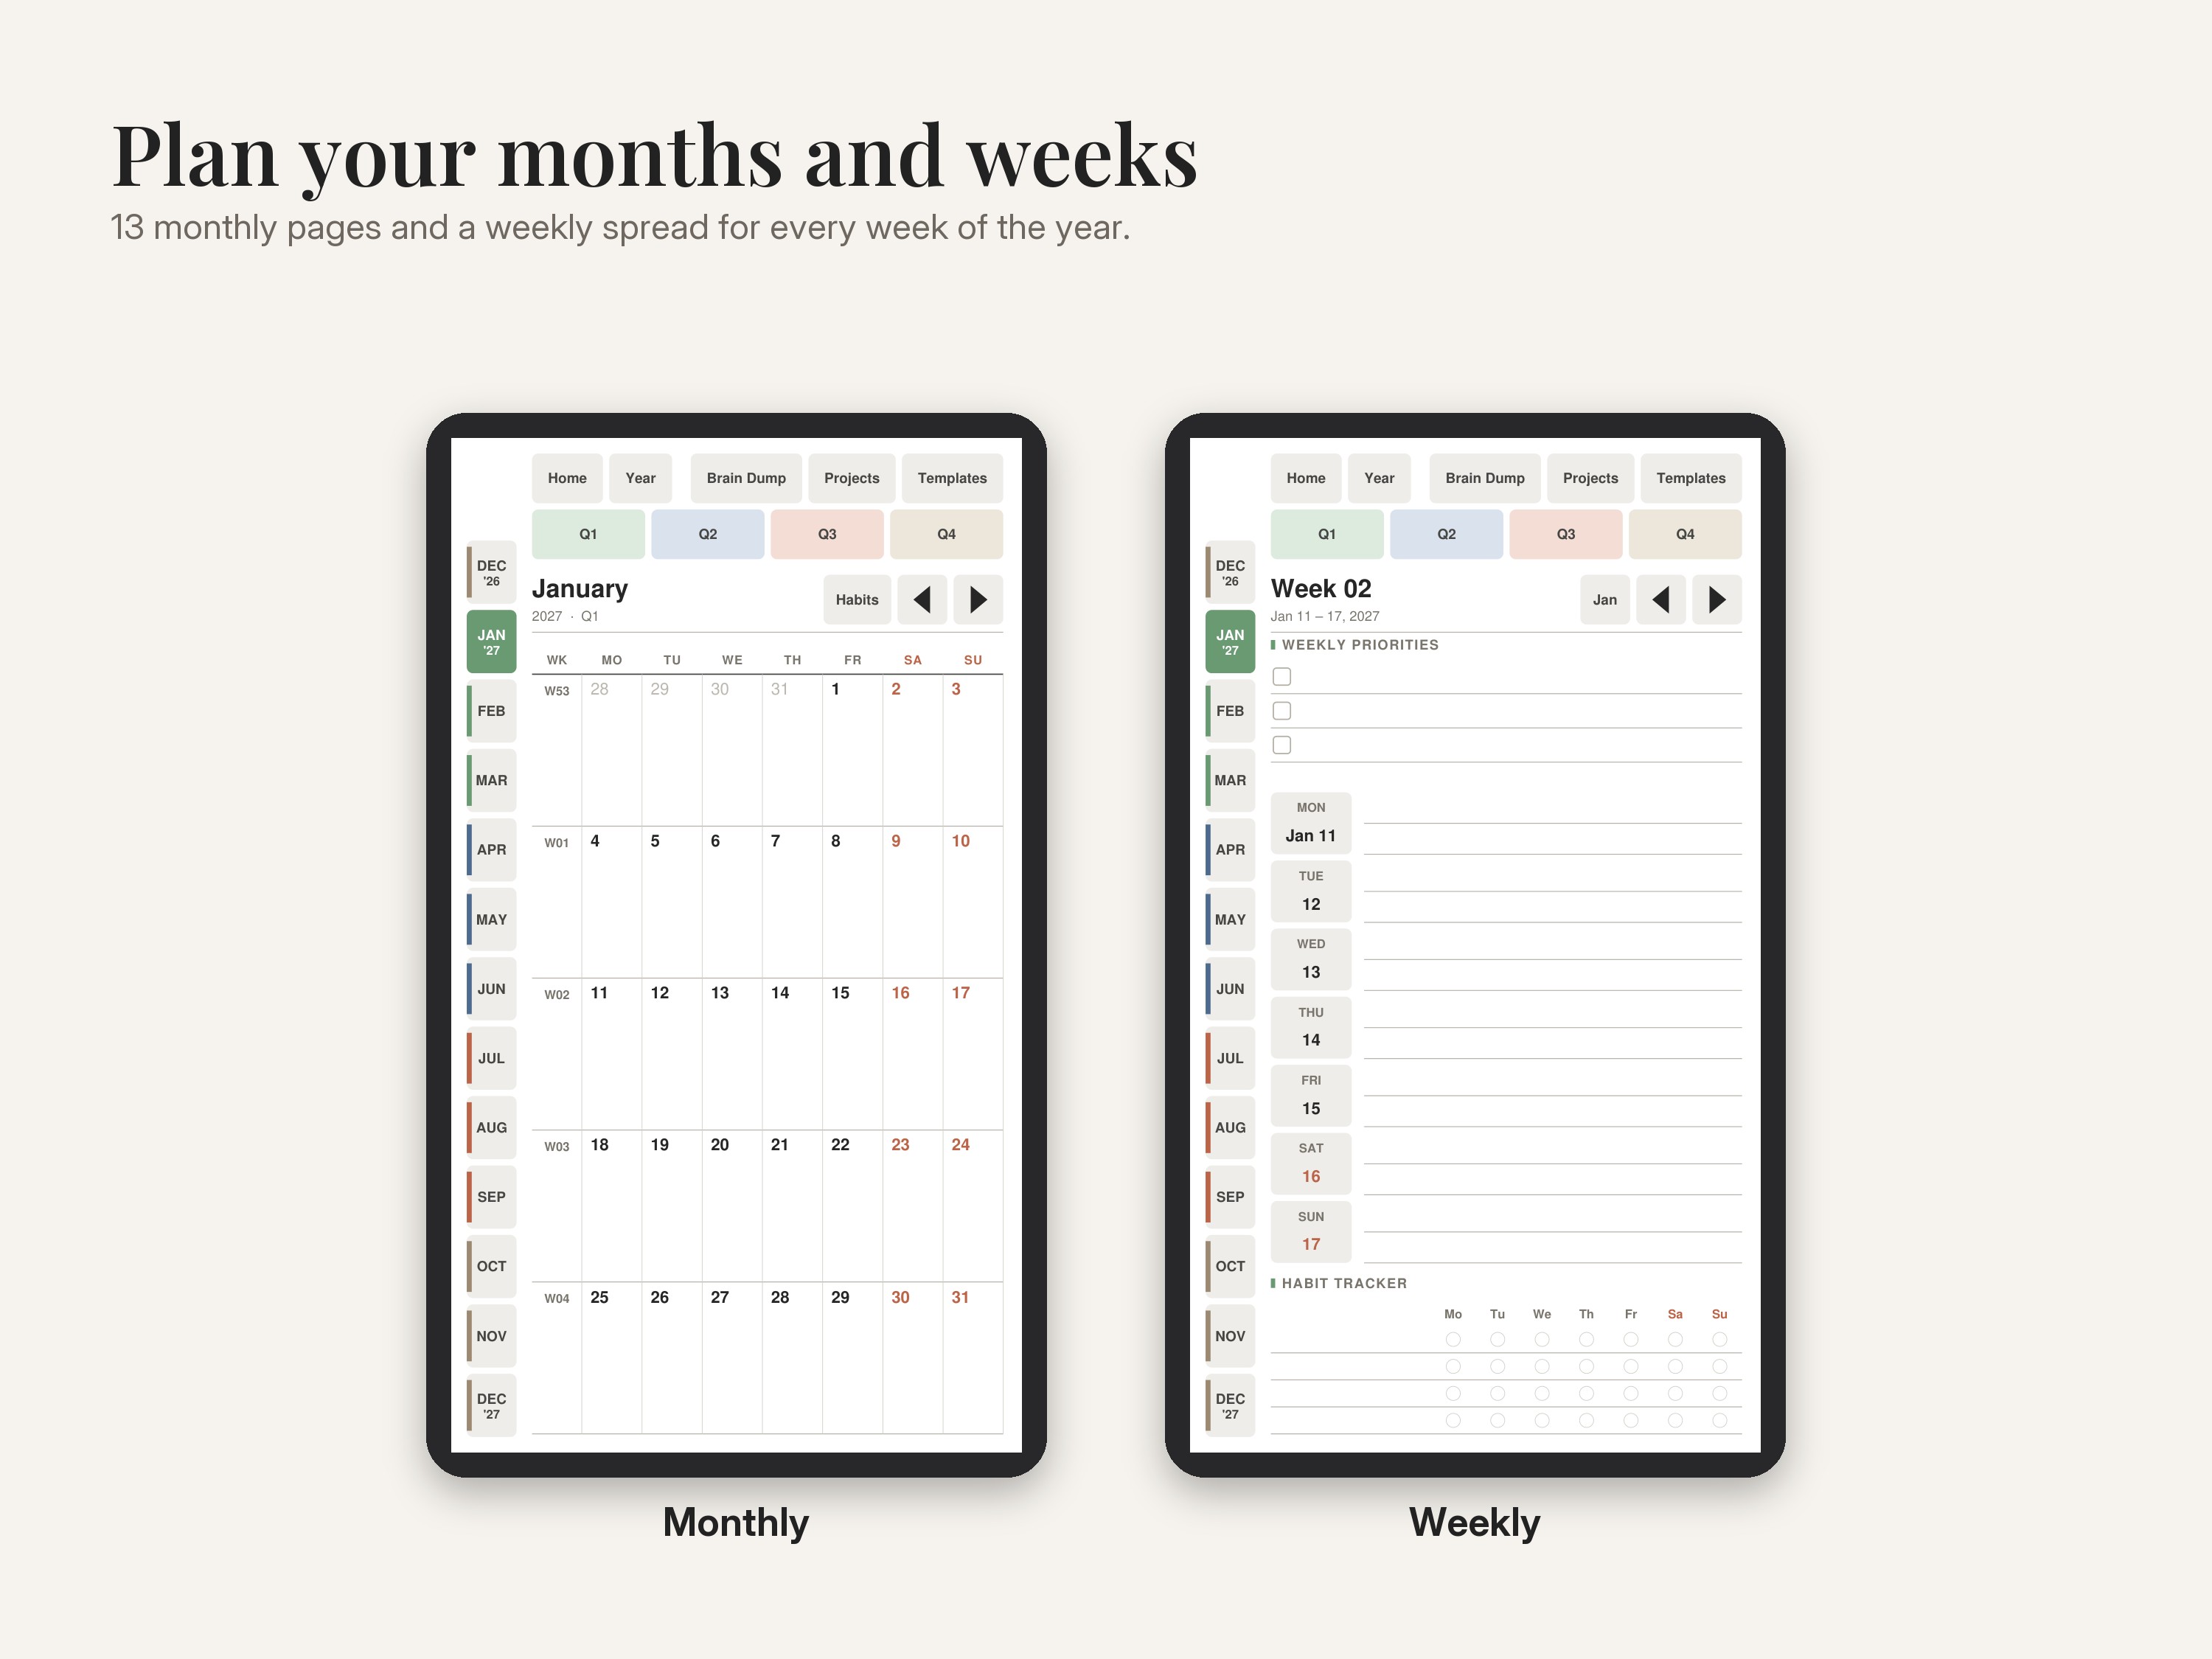 Plan your months and weeks
13 monthly pages and a weekly spread for every week of the year.
Home Year Brain Dump Projects Templates
Q1 Q2 Q3 Q4
DEC '26
JAN '27
FEB
MAR
APR
MAY
JUN
JUL
AUG
SEP
OCT
NOV
DEC '27
January
2027 · Q1
Habits
WK MO TU WE TH FR SA SU
W53 28 29 30 31 1 2 3
W01 4 5 6 7 8 9 10
W02 11 12 13 14 15 16 17
W03 18 19 20 21 22 23 24
W04 25 26 27 28 29 30 31
Monthly
Home Year Brain Dump Projects Templates
Q1 Q2 Q3 Q4
DEC '26
JAN '27
FEB
MAR
APR
MAY
JUN
JUL
AUG
SEP
OCT
NOV
DEC '27
Week 02
Jan 11 – 17, 2027
Jan
WEEKLY PRIORITIES
MON
Jan 11
TUE
12
WED
13
THU
14
FRI
15
SAT
16
SUN
17
HABIT TRACKER
Mo Tu We Th Fr Sa Su
Weekly